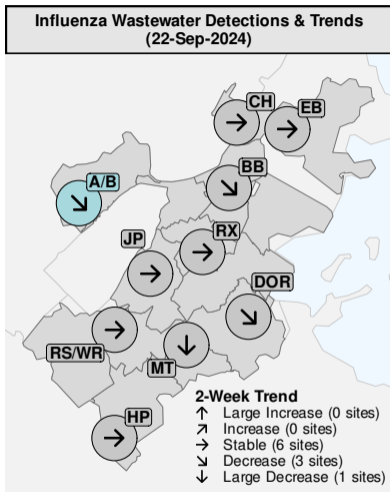 Influenza Wastewater Detections & Trends
(22-Sep-2024)
CH
EB
BB
A/B
RX
JP
DOR
RS/WR
MT
HP
2-Week Trend
↑ Large Increase (0 sites)
↗ Increase (0 sites)
→ Stable (6 sites)
↘ Decrease (3 sites)
↓ Large Decrease (1 sites)